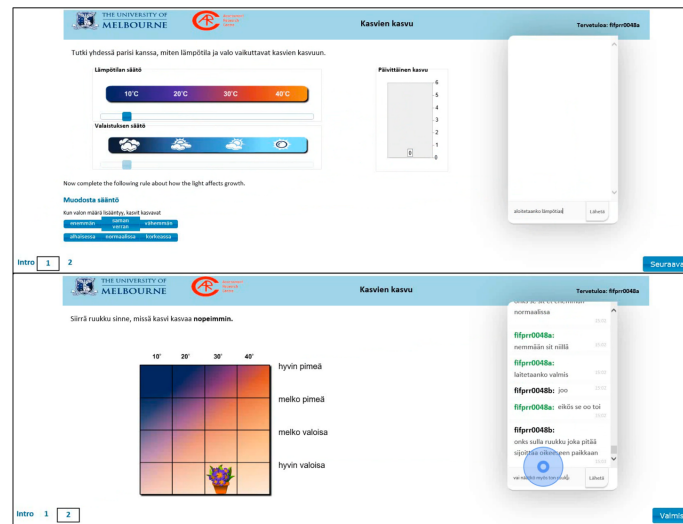 THE UNIVERSITY OF
MELBOURNE
Kasvien kasvu
Tervetuloa: fifprr0048a
Tutki yhdessä parisi kanssa, miten lämpötila ja valo vaikuttavat kasvien kasvuun.
Lämpötilan säätö
10°C 20°C 30°C 40°C
Valaistuksen säätö
Päivittäinen kasvu
6
5
4
3
2
1
0
0
Now complete the following rule about how the light affects growth.
Muodosta sääntö
Kun valon määrä lisääntyy, kasvit kasvavat
enemmän saman verran vähemmän
alhaisessa normaalissa korkeassa
aloitetaanko lämpötias
Lähetä
Intro 1 2
Seuraava
THE UNIVERSITY OF
MELBOURNE
Kasvien kasvu
Tervetuloa: fifprr0048a
Siirrä ruukku sinne, missä kasvi kasvaa nopeimmin.
10° 20° 30° 40°
hyvin pimeä
melko pimeä
melko valoisa
hyvin valoisa
normaalissa
fifprr0048a:
nemmään sit niillä
fifprr0048a:
laitetaanko valmis
fifprr0048b: joo
fifprr0048a: eikös se oo toi
fifprr0048b:
onks sulla ruukku joka pitää
sijoittaa oikeeseen paikkaan
Lähetä
Intro 1 2
Valmis